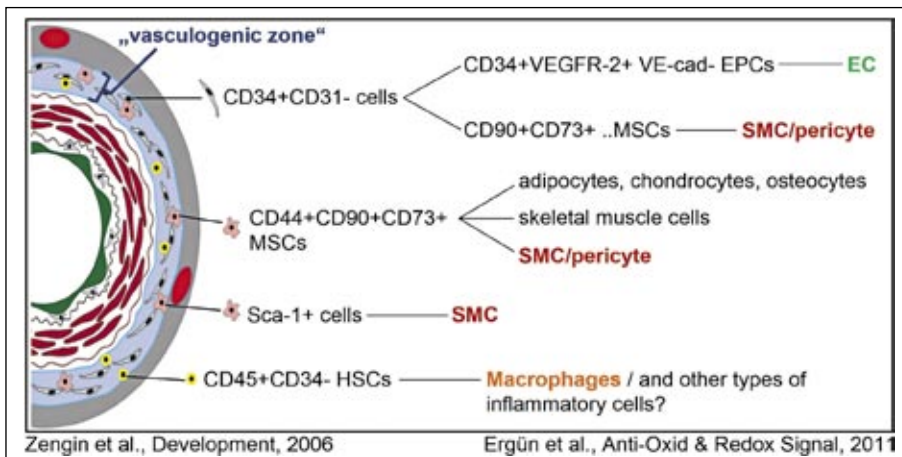 „vasculogenic zone“
CD34+CD31- cells
CD34+VEGFR-2+ VE-cad- EPCs
EC
CD90+CD73+ ..MSCs
SMC/pericyte
CD44+CD90+CD73+
MSCs
adipocytes, chondrocytes, osteocytes
skeletal muscle cells
SMC/pericyte
Sca-1+ cells
SMC
CD45+CD34- HSCs
Macrophages / and other types of
inflammatory cells?
Zengin et al., Development, 2006
Ergün et al., Anti-Oxid & Redox Signal, 2011